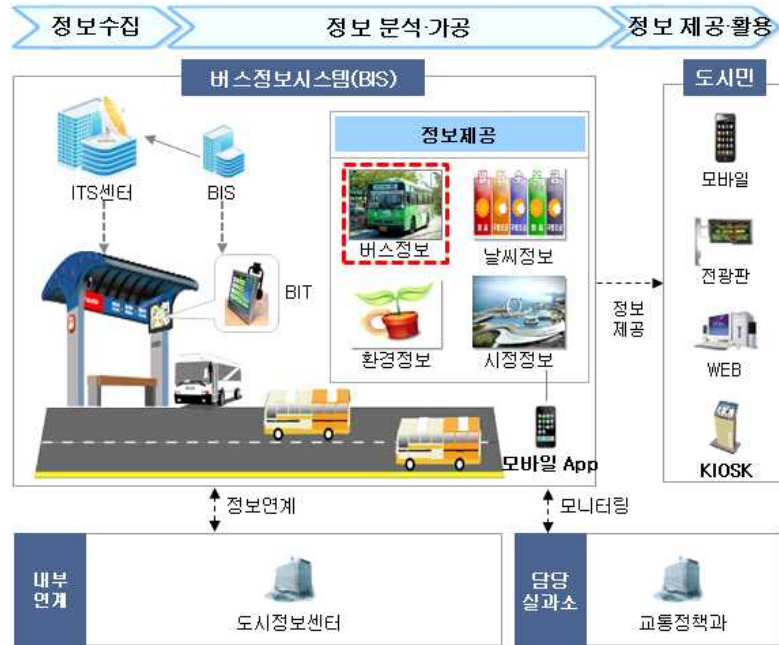 정보수집
정보 분석·가공
정보 제공·활용
버스정보시스템(BIS)
도시민
정보제공
ITS센터
BIS
버스정보
날씨정보
BIT
환경정보
시정정보
모바일 App
정보
제공
모바일
전광판
WEB
KIOSK
정보연계
모니터링
내부
연계
도시정보센터
담당
실과소
교통정책과